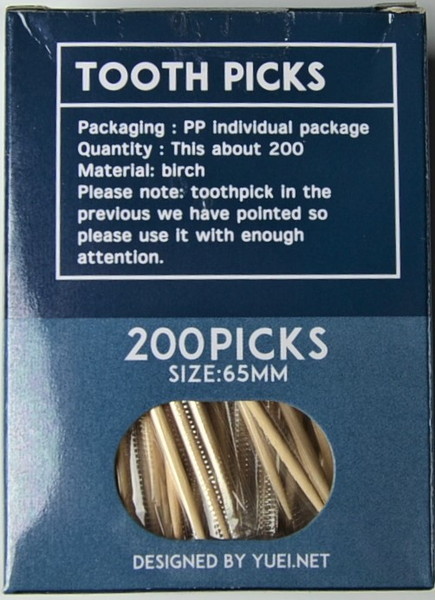 TOOTH PICKS
Packaging : PP individual package
Quantity : This about 200
Material: birch
Please note: toothpick in the
previous we have pointed so
please use it with enough
attention.
200PICKS
SIZE:65MM
DESIGNED BY YUEI.NET